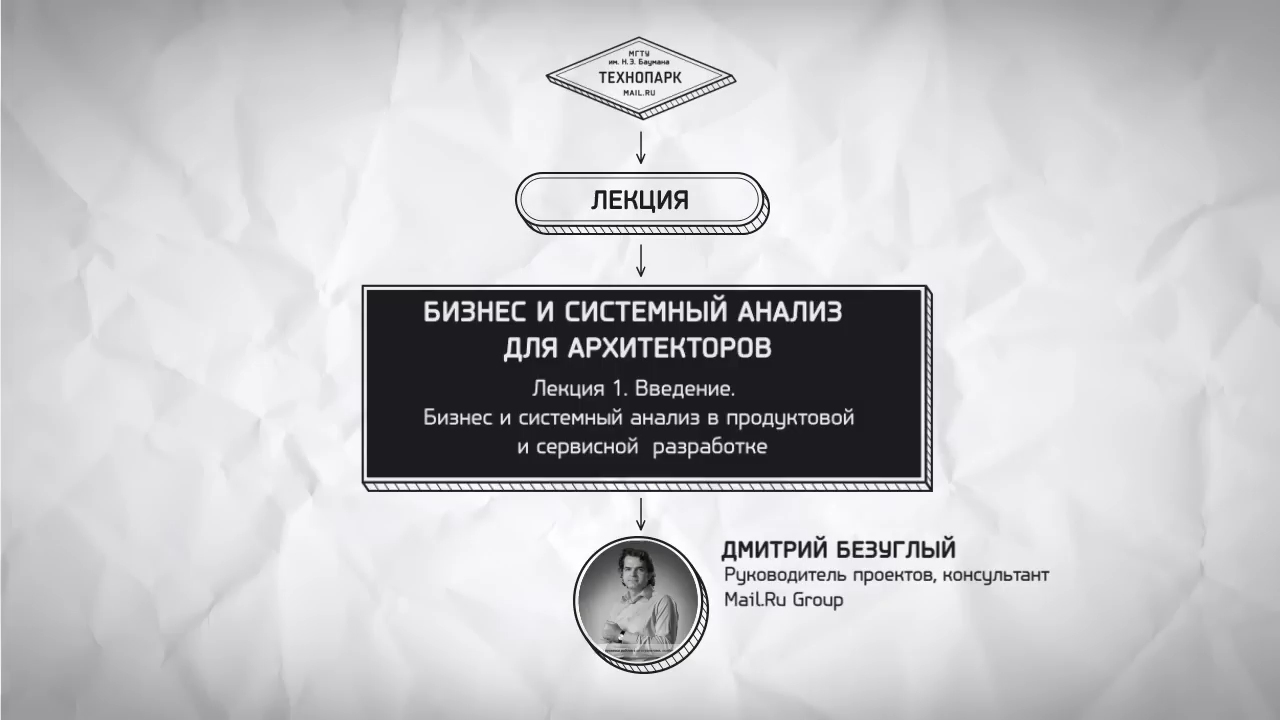 МГТУ
им. Н.Э. Баумана
ТЕХНОПАРК
MAIL.RU
ЛЕКЦИЯ
БИЗНЕС И СИСТЕМНЫЙ АНАЛИЗ
ДЛЯ АРХИТЕКТОРОВ
Лекция 1. Введение.
Бизнес и системный анализ в продуктовой
и сервисной разработке
ДМИТРИЙ БЕЗУГЛЫЙ
Руководитель проектов, консультант
Mail.Ru Group